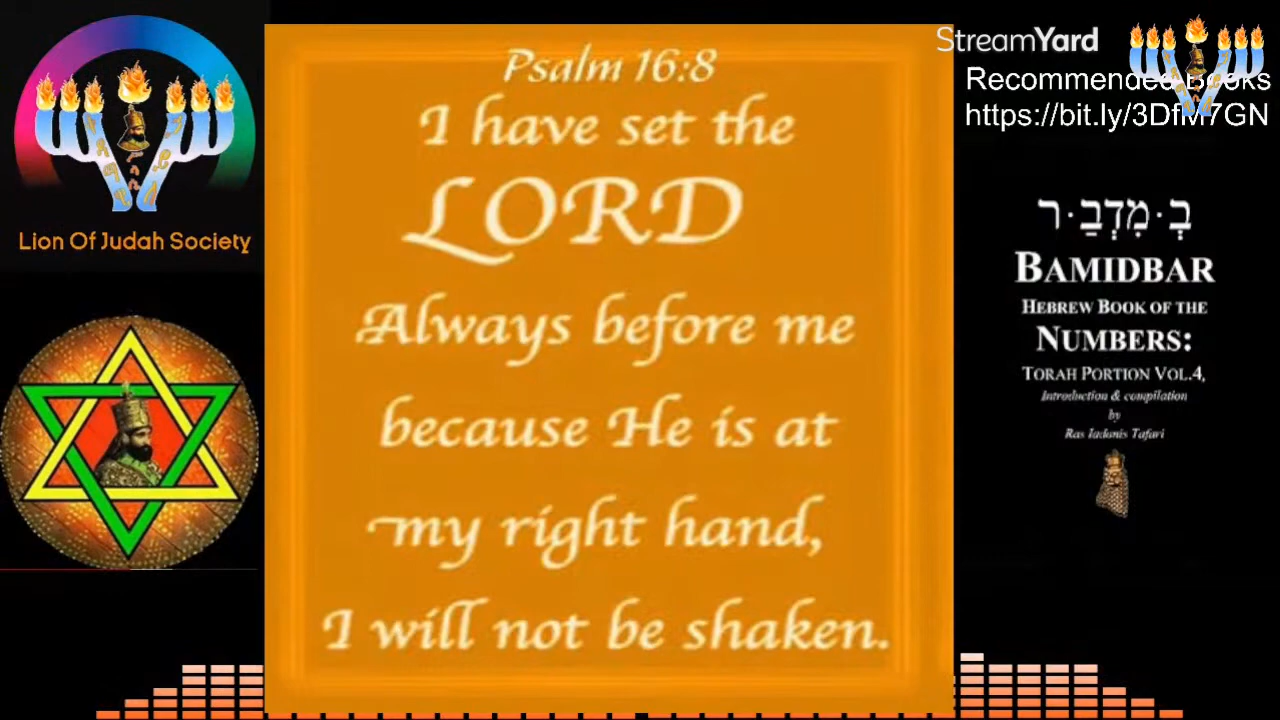 Lion Of Judah Society
Psalm 16:8
I have set the
LORD
Always before me
because He is at
my right hand,
I will not be shaken.
StreamYard
Recommended Books
https://bit.ly/3DfM7GN
בְּ·מִדְבַּ·ר
BAMIDBAR
HEBREW BOOK OF THE
NUMBERS:
TORAH PORTION VOL.4,
Introduction & compilation
by
Ras Iadonis Tafari